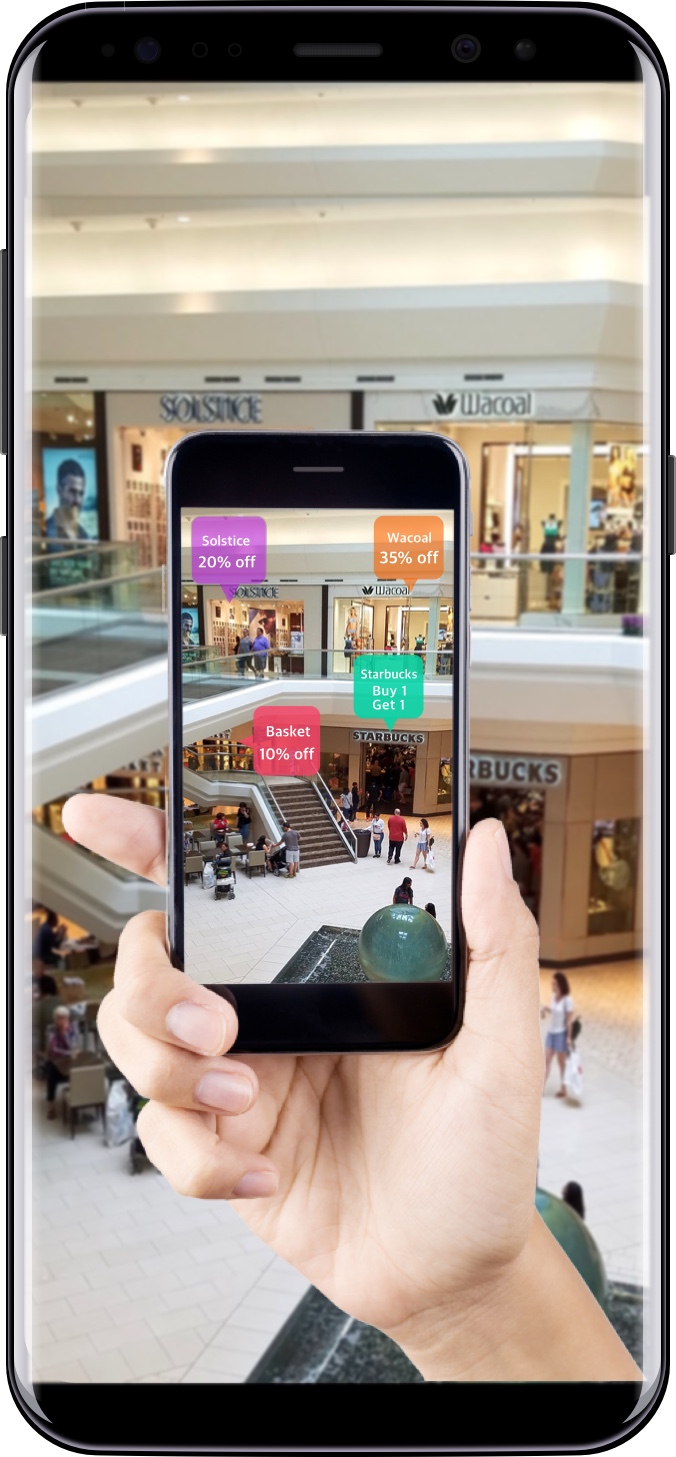 SOLSTICE
Wacoal
Solstice
20% off
Wacoal
35% off
SOLSTICE
Wacoal
Starbucks
Buy 1
Get 1
Basket
10% off
STARBUCKS
RBUCKS